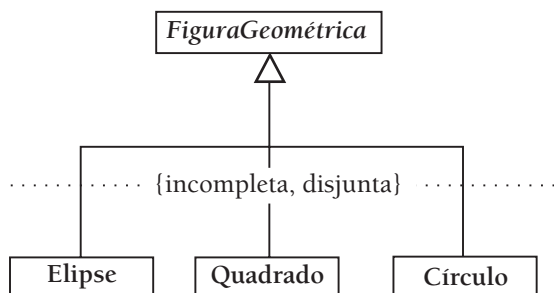 FiguraGeométrica
{incompleta, disjunta}
Elipse Quadrado Círculo